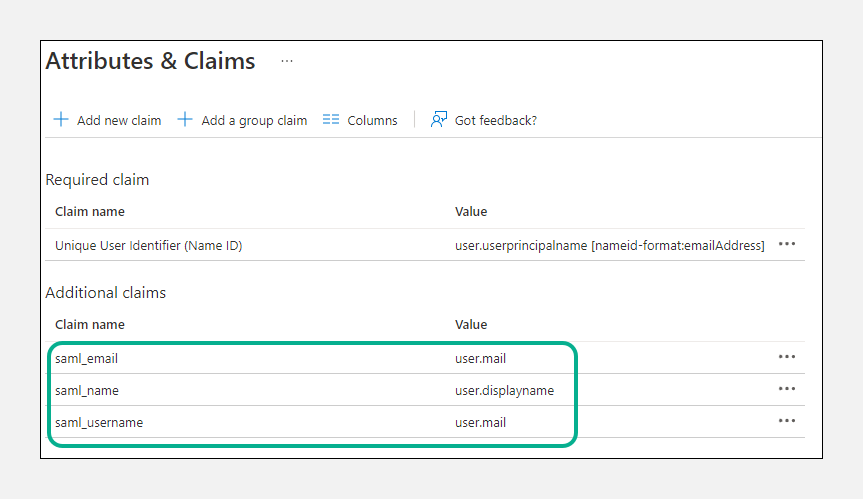 Attributes & Claims ...
Add new claim Add a group claim Columns Got feedback?
Required claim
Claim name Value
Unique User Identifier (Name ID) user.userprincipalname [nameid-format:emailAddress] •••
Additional claims
Claim name Value
saml_email user.mail •••
saml_name user.displayname •••
saml_username user.mail •••